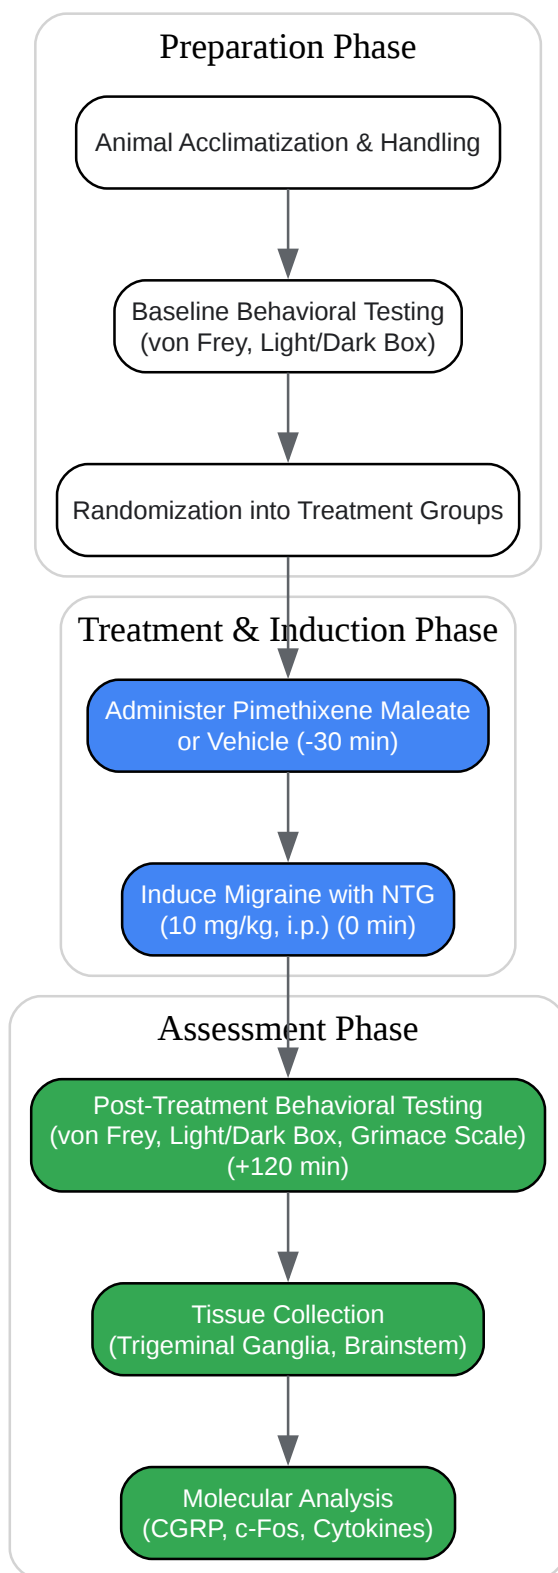 Preparation Phase
Animal Acclimatization & Handling
Baseline Behavioral Testing
(von Frey, Light/Dark Box)
Randomization into Treatment Groups
Treatment & Induction Phase
Administer Pimethixene Maleate
or Vehicle (-30 min)
Induce Migraine with NTG
(10 mg/kg, i.p.) (0 min)
Assessment Phase
Post-Treatment Behavioral Testing
(von Frey, Light/Dark Box, Grimace Scale)
(+120 min)
Tissue Collection
(Trigeminal Ganglia, Brainstem)
Molecular Analysis
(CGRP, c-Fos, Cytokines)